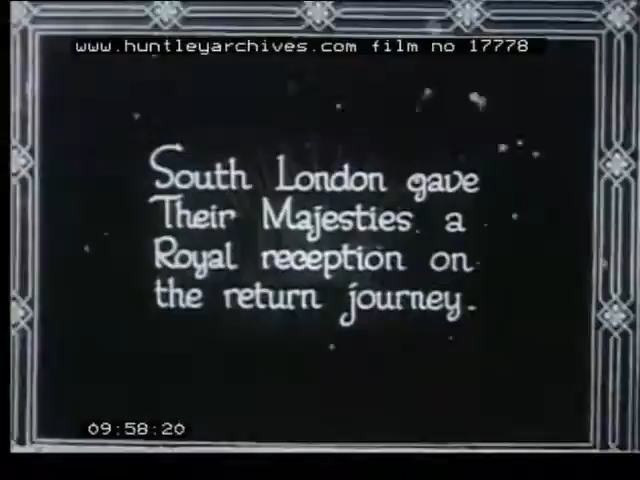 www.huntleyarchives.com film no 17778
South London gave
Their Majesties a
Royal reception on
the return journey.
09:58:20